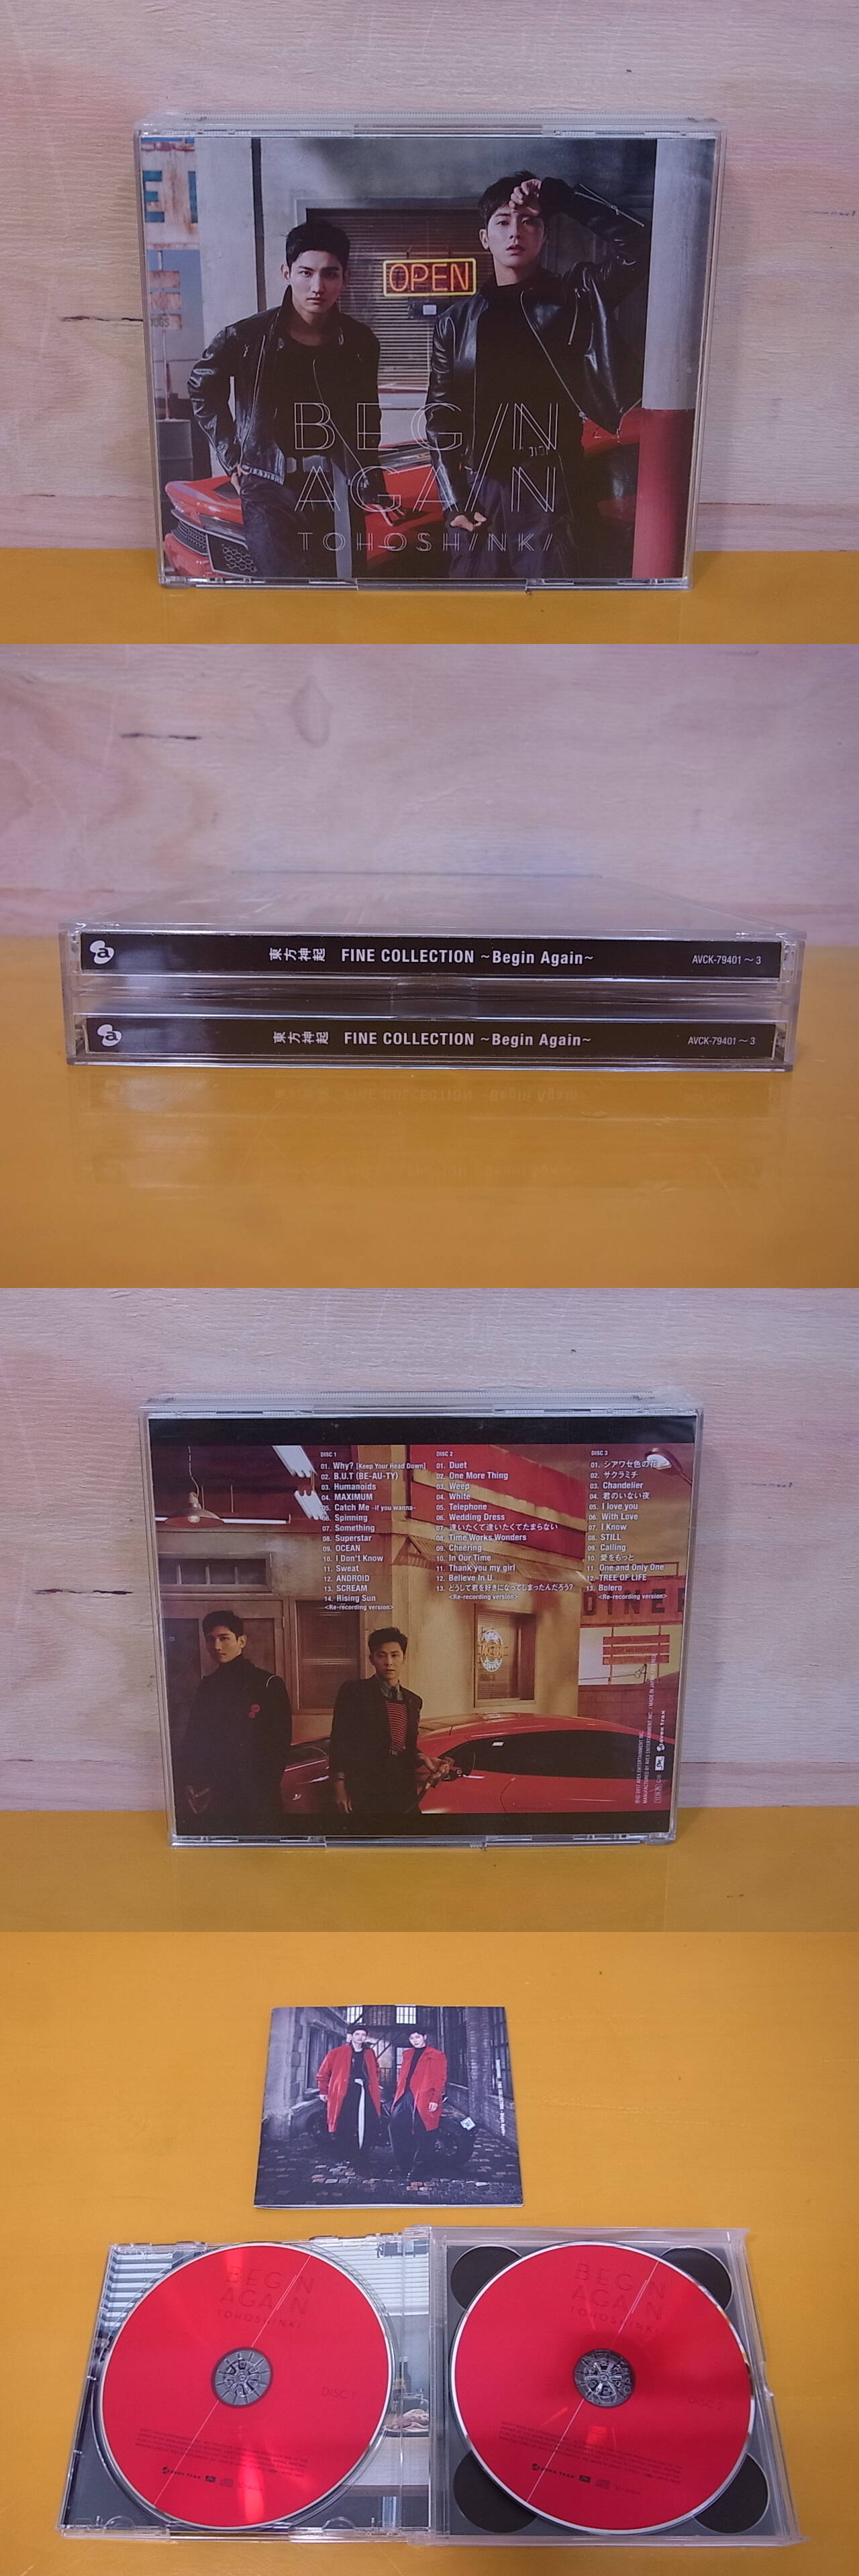 OPEN
BEGIN
AGAIN
TOHOSHINKI
a 東方神起 FINE COLLECTION ~Begin Again~ AVCK-79401~3
a 東方神起 FINE COLLECTION ~Begin Again~ AVCK-79401~3
DISC 1
01. Why? [Keep Your Head Down]
02. B.U.T (BE-AU-TY)
03. Humanoids
04. MAXIMUM
05. Catch Me -if you wanna-
06. Spinning
07. Something
08. Superstar
09. OCEAN
10. I Don't Know
11. Sweat
12. ANDROID
13. SCREAM
14. Rising Sun
<Re-recording version>
DISC 2
01. Duet
02. One More Thing
03. Weep
04. White
05. Telephone
06. Wedding Dress
07. 逢いたくて逢いたくてたまらない
08. Time Works Wonders
09. Cheering
10. In Our Time
11. Thank you my girl
12. Believe In U
13. どうして君を好きになってしまったんだろう?
<Re-recording version>
DISC 3
01. シアワセ色の花
02. サクラミチ
03. Chandelier
04. 君のいない夜
05. I love you
06. With Love
07. I Know
08. STILL
09. Calling
10. 愛をもっと
11. One and Only One
12. TREE OF LIFE
13. Bolero
<Re-recording version>
DINER
avex trax
BEGIN
AGAIN
TOHOSHINKI
DISC 1
avex trax
BEGIN
AGAIN
TOHOSHINKI
DISC 2
avex trax